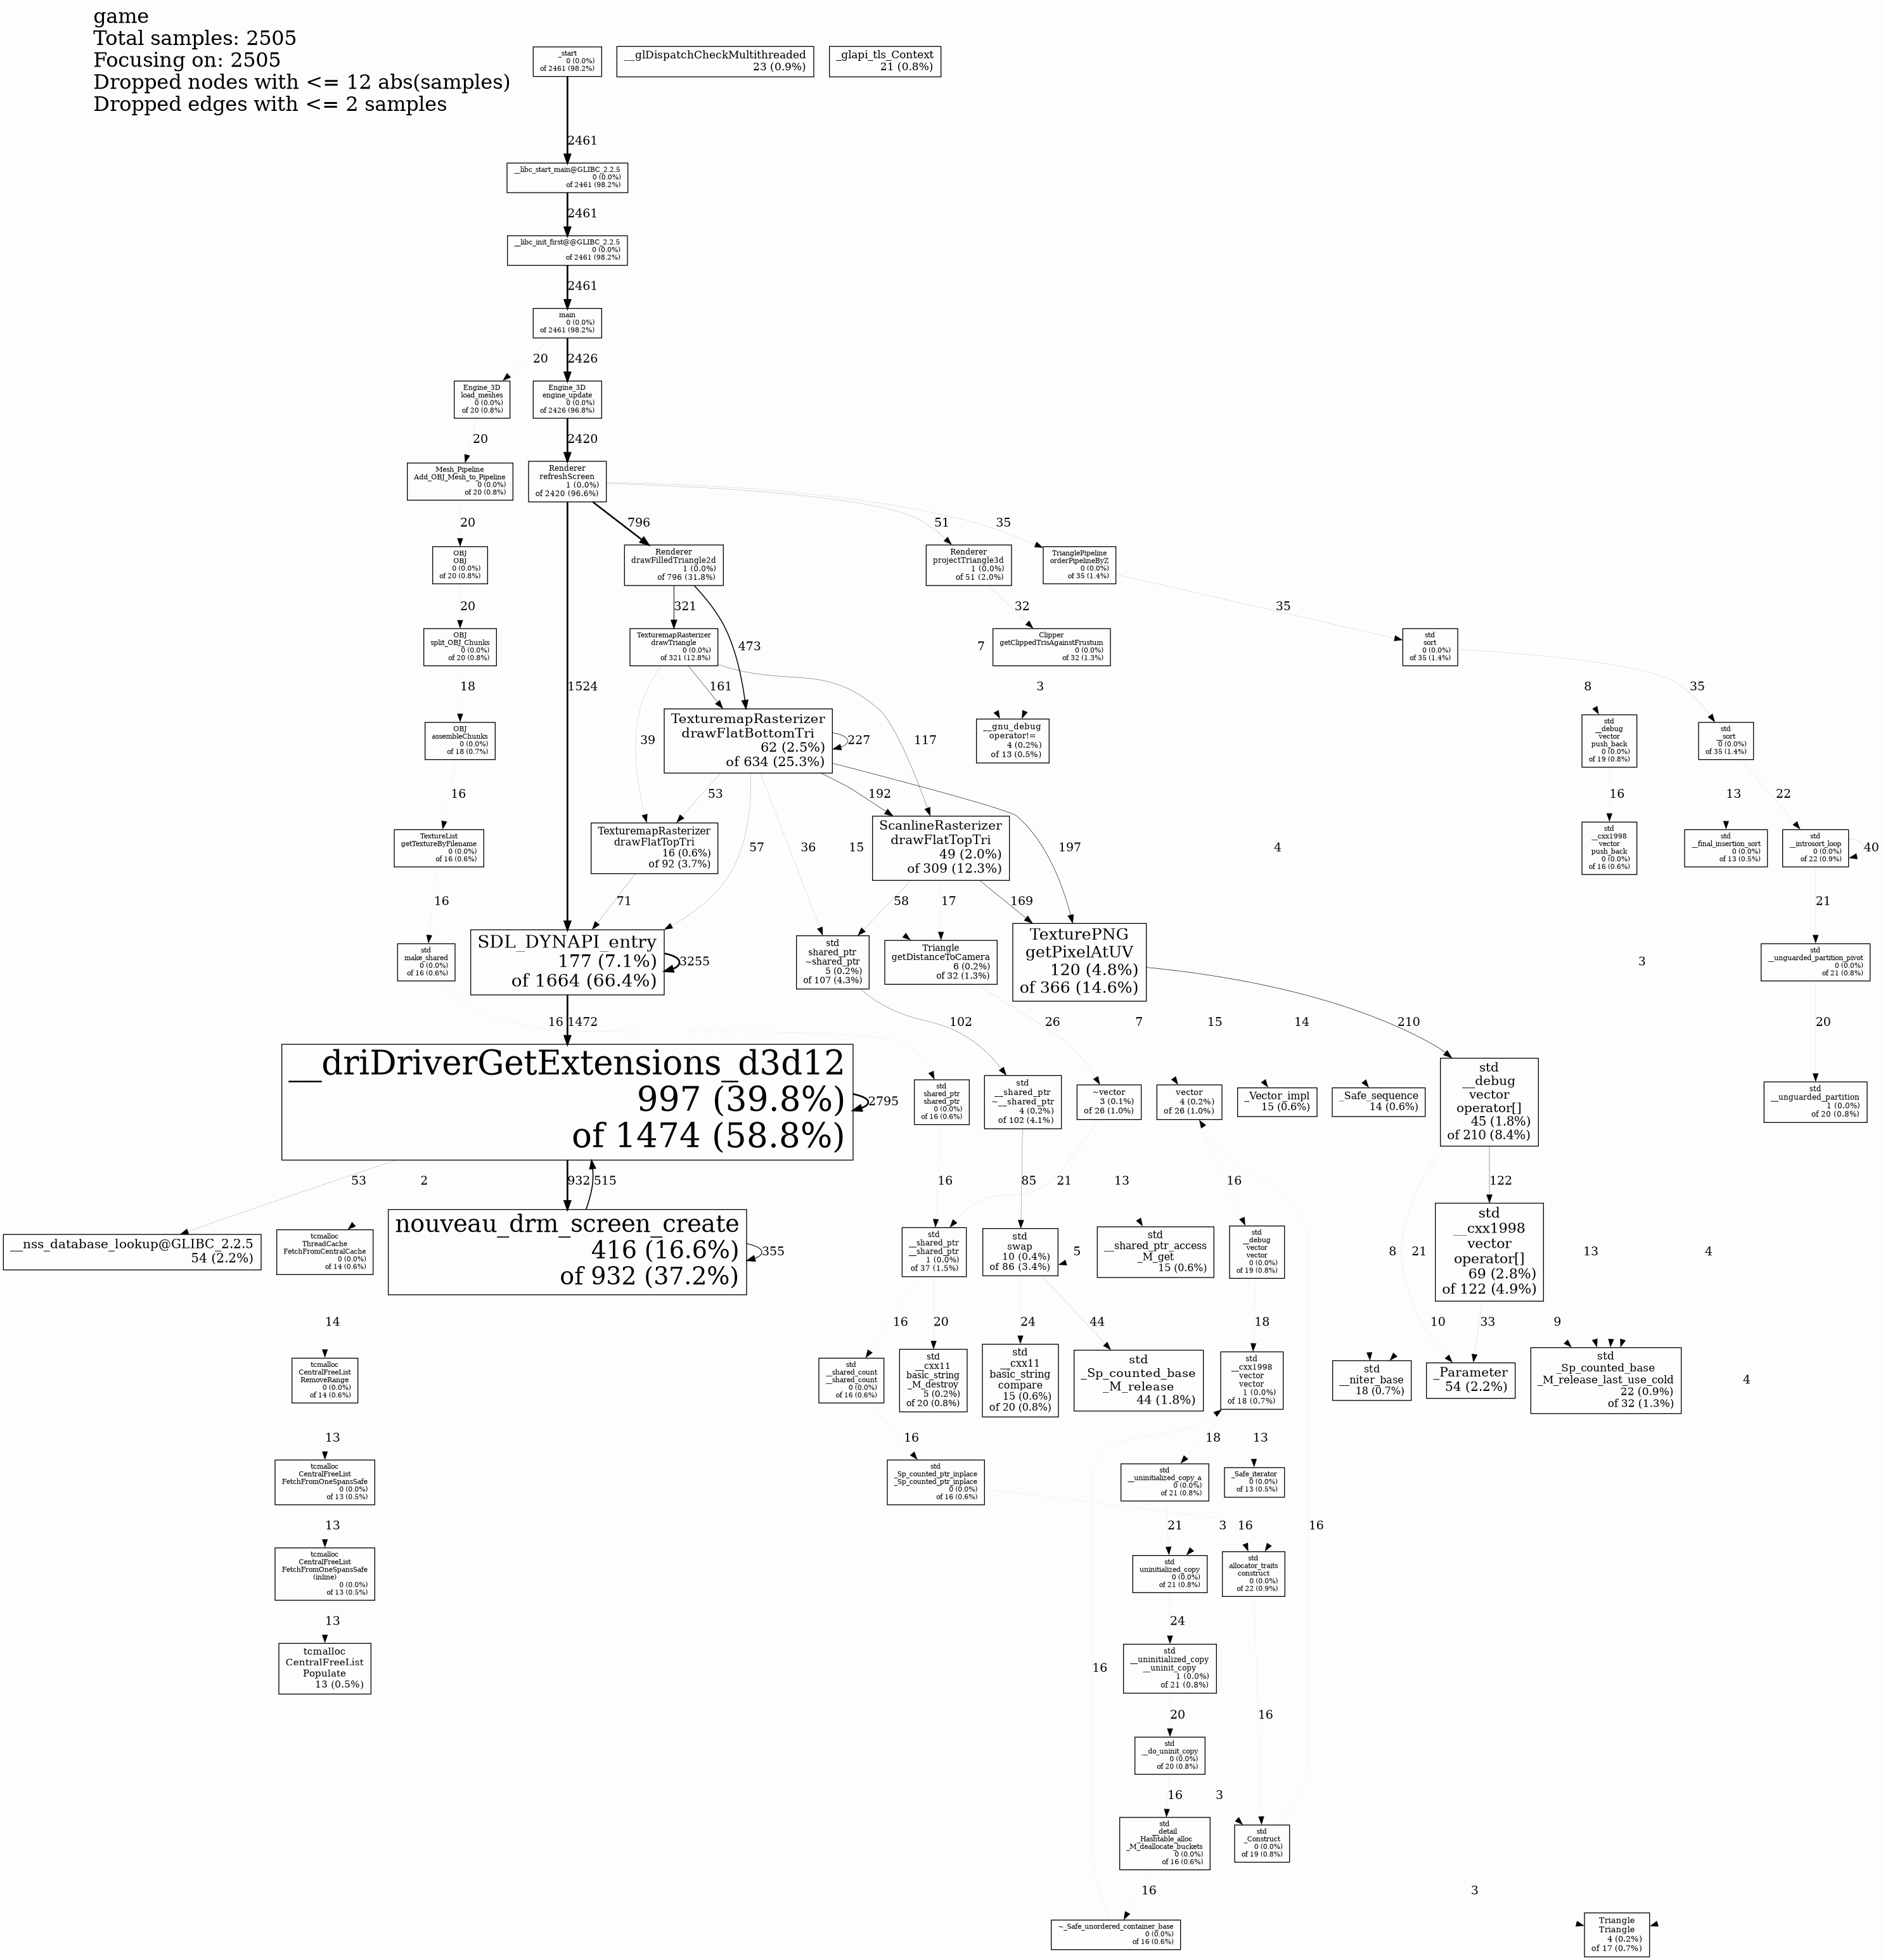 game
Total samples: 2505
Focusing on: 2505
Dropped nodes with <= 12 abs(samples)
Dropped edges with <= 2 samples
_start
0 (0.0%)
of 2461 (98.2%)
__glDispatchCheckMultithreaded
23 (0.9%)
_glapi_tls_Context
21 (0.8%)
2461
__libc_start_main@GLIBC_2.2.5
0 (0.0%)
of 2461 (98.2%)
2461
__libc_init_first@@GLIBC_2.2.5
0 (0.0%)
of 2461 (98.2%)
2461
main
0 (0.0%)
of 2461 (98.2%)
20
2426
Engine_3D
load_meshes
0 (0.0%)
of 20 (0.8%)
Engine_3D
engine_update
0 (0.0%)
of 2426 (96.8%)
20
2420
Mesh_Pipeline
Add_OBJ_Mesh_to_Pipeline
0 (0.0%)
of 20 (0.8%)
Renderer
refreshScreen
1 (0.0%)
of 2420 (96.6%)
20
796
51
35
OBJ
OBJ
0 (0.0%)
of 20 (0.8%)
Renderer
drawFilledTriangle2d
1 (0.0%)
of 796 (31.8%)
Renderer
projectTriangle3d
1 (0.0%)
of 51 (2.0%)
TrianglePipeline
orderPipelineByZ
0 (0.0%)
of 35 (1.4%)
20
321
32
35
OBJ
split_OBJ_Chunks
0 (0.0%)
of 20 (0.8%)
TexturemapRasterizer
drawTriangle
0 (0.0%)
of 321 (12.8%)
473
7
Clipper
getClippedTrisAgainstFrustum
0 (0.0%)
of 32 (1.3%)
std
sort
0 (0.0%)
of 35 (1.4%)
18
1524
161
3
8
35
OBJ
assembleChunks
0 (0.0%)
of 18 (0.7%)
39
TexturemapRasterizer
drawFlatBottomTri
62 (2.5%)
of 634 (25.3%)
227
117
__gnu_debug
operator!=
4 (0.2%)
of 13 (0.5%)
std
__debug
vector
push_back
0 (0.0%)
of 19 (0.8%)
std
__sort
0 (0.0%)
of 35 (1.4%)
16
53
192
16
13
22
TextureList
getTextureByFilename
0 (0.0%)
of 16 (0.6%)
TexturemapRasterizer
drawFlatTopTri
16 (0.6%)
of 92 (3.7%)
57
36
15
ScanlineRasterizer
drawFlatTopTri
49 (2.0%)
of 309 (12.3%)
197
4
std
__cxx1998
vector
push_back
0 (0.0%)
of 16 (0.6%)
std
__final_insertion_sort
0 (0.0%)
of 13 (0.5%)
std
__introsort_loop
0 (0.0%)
of 22 (0.9%)
40
16
71
58
17
169
21
std
make_shared
0 (0.0%)
of 16 (0.6%)
SDL_DYNAPI_entry
177 (7.1%)
of 1664 (66.4%)
3255
std
shared_ptr
~shared_ptr
5 (0.2%)
of 107 (4.3%)
Triangle
getDistanceToCamera
6 (0.2%)
of 32 (1.3%)
TexturePNG
getPixelAtUV
120 (4.8%)
of 366 (14.6%)
3
std
__unguarded_partition_pivot
0 (0.0%)
of 21 (0.8%)
16
1472
102
26
7
15
14
210
20
__driDriverGetExtensions_d3d12
997 (39.8%)
of 1474 (58.8%)
2795
std
shared_ptr
shared_ptr
0 (0.0%)
of 16 (0.6%)
std
__shared_ptr
~__shared_ptr
4 (0.2%)
of 102 (4.1%)
~vector
3 (0.1%)
of 26 (1.0%)
vector
4 (0.2%)
of 26 (1.0%)
_Vector_impl
15 (0.6%)
_Safe_sequence
14 (0.6%)
std
__debug
vector
operator[]
45 (1.8%)
of 210 (8.4%)
std
__unguarded_partition
1 (0.0%)
of 20 (0.8%)
53
2
932
515
16
85
21
13
16
122
__nss_database_lookup@GLIBC_2.2.5
54 (2.2%)
tcmalloc
ThreadCache
FetchFromCentralCache
0 (0.0%)
of 14 (0.6%)
nouveau_drm_screen_create
416 (16.6%)
of 932 (37.2%)
355
std
__shared_ptr
__shared_ptr
1 (0.0%)
of 37 (1.5%)
std
swap
10 (0.4%)
of 86 (3.4%)
5
std
__shared_ptr_access
_M_get
15 (0.6%)
std
__debug
vector
vector
0 (0.0%)
of 19 (0.8%)
8
21
std
__cxx1998
vector
operator[]
69 (2.8%)
of 122 (4.9%)
13
4
14
16
20
24
44
18
10
33
9
tcmalloc
CentralFreeList
RemoveRange
0 (0.0%)
of 14 (0.6%)
std
__shared_count
__shared_count
0 (0.0%)
of 16 (0.6%)
std
__cxx11
basic_string
_M_destroy
5 (0.2%)
of 20 (0.8%)
std
__cxx11
basic_string
compare
15 (0.6%)
of 20 (0.8%)
std
_Sp_counted_base
_M_release
44 (1.8%)
std
__cxx1998
vector
vector
1 (0.0%)
of 18 (0.7%)
std
__niter_base
18 (0.7%)
_Parameter
54 (2.2%)
std
_Sp_counted_base
_M_release_last_use_cold
22 (0.9%)
of 32 (1.3%)
4
13
16
18
13
tcmalloc
CentralFreeList
FetchFromOneSpansSafe
0 (0.0%)
of 13 (0.5%)
std
_Sp_counted_ptr_inplace
_Sp_counted_ptr_inplace
0 (0.0%)
of 16 (0.6%)
std
__uninitialized_copy_a
0 (0.0%)
of 21 (0.8%)
_Safe_iterator
0 (0.0%)
of 13 (0.5%)
13
21
3
16
16
tcmalloc
CentralFreeList
FetchFromOneSpansSafe
(inline)
0 (0.0%)
of 13 (0.5%)
std
uninitialized_copy
0 (0.0%)
of 21 (0.8%)
std
allocator_traits
construct
0 (0.0%)
of 22 (0.9%)
13
24
tcmalloc
CentralFreeList
Populate
13 (0.5%)
16
std
__uninitialized_copy
__uninit_copy
1 (0.0%)
of 21 (0.8%)
20
16
std
__do_uninit_copy
0 (0.0%)
of 20 (0.8%)
16
3
std
__detail
_Hashtable_alloc
_M_deallocate_buckets
0 (0.0%)
of 16 (0.6%)
std
_Construct
0 (0.0%)
of 19 (0.8%)
16
3
~_Safe_unordered_container_base
0 (0.0%)
of 16 (0.6%)
Triangle
Triangle
4 (0.2%)
of 17 (0.7%)